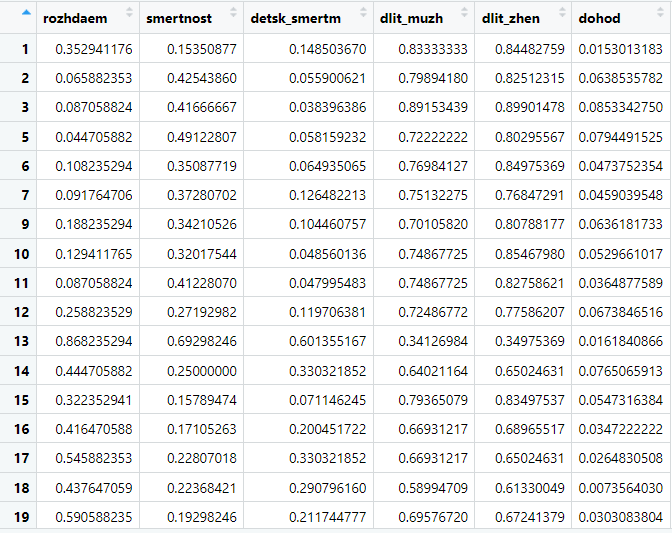 rozhdaem smertnost detsk_smertm dlit_muzh dlit_zhen dohod
1 0.352941176 0.15350877 0.148503670 0.83333333 0.84482759 0.0153013183
2 0.065882353 0.42543860 0.055900621 0.79894180 0.82512315 0.0638535782
3 0.087058824 0.41666667 0.038396386 0.89153439 0.89901478 0.0853342750
5 0.044705882 0.49122807 0.058159232 0.72222222 0.80295567 0.0794491525
6 0.108235294 0.35087719 0.064935065 0.76984127 0.84975369 0.0473752354
7 0.091764706 0.37280702 0.126482213 0.75132275 0.76847291 0.0459039548
9 0.188235294 0.34210526 0.104460757 0.70105820 0.80788177 0.0636181733
10 0.129411765 0.32017544 0.048560136 0.74867725 0.85467980 0.0529661017
11 0.087058824 0.41228070 0.047995483 0.74867725 0.82758621 0.0364877589
12 0.258823529 0.27192982 0.119706381 0.72486772 0.77586207 0.0673846516
13 0.868235294 0.69298246 0.601355167 0.34126984 0.34975369 0.0161840866
14 0.444705882 0.25000000 0.330321852 0.64021164 0.65024631 0.0765065913
15 0.322352941 0.15789474 0.071146245 0.79365079 0.83497537 0.0547316384
16 0.416470588 0.17105263 0.200451722 0.66931217 0.68965517 0.0347222222
17 0.545882353 0.22807018 0.330321852 0.66931217 0.65024631 0.0264830508
18 0.437647059 0.22368421 0.290796160 0.58994709 0.61330049 0.0073564030
19 0.590588235 0.19298246 0.211744777 0.69576720 0.67241379 0.0303083804